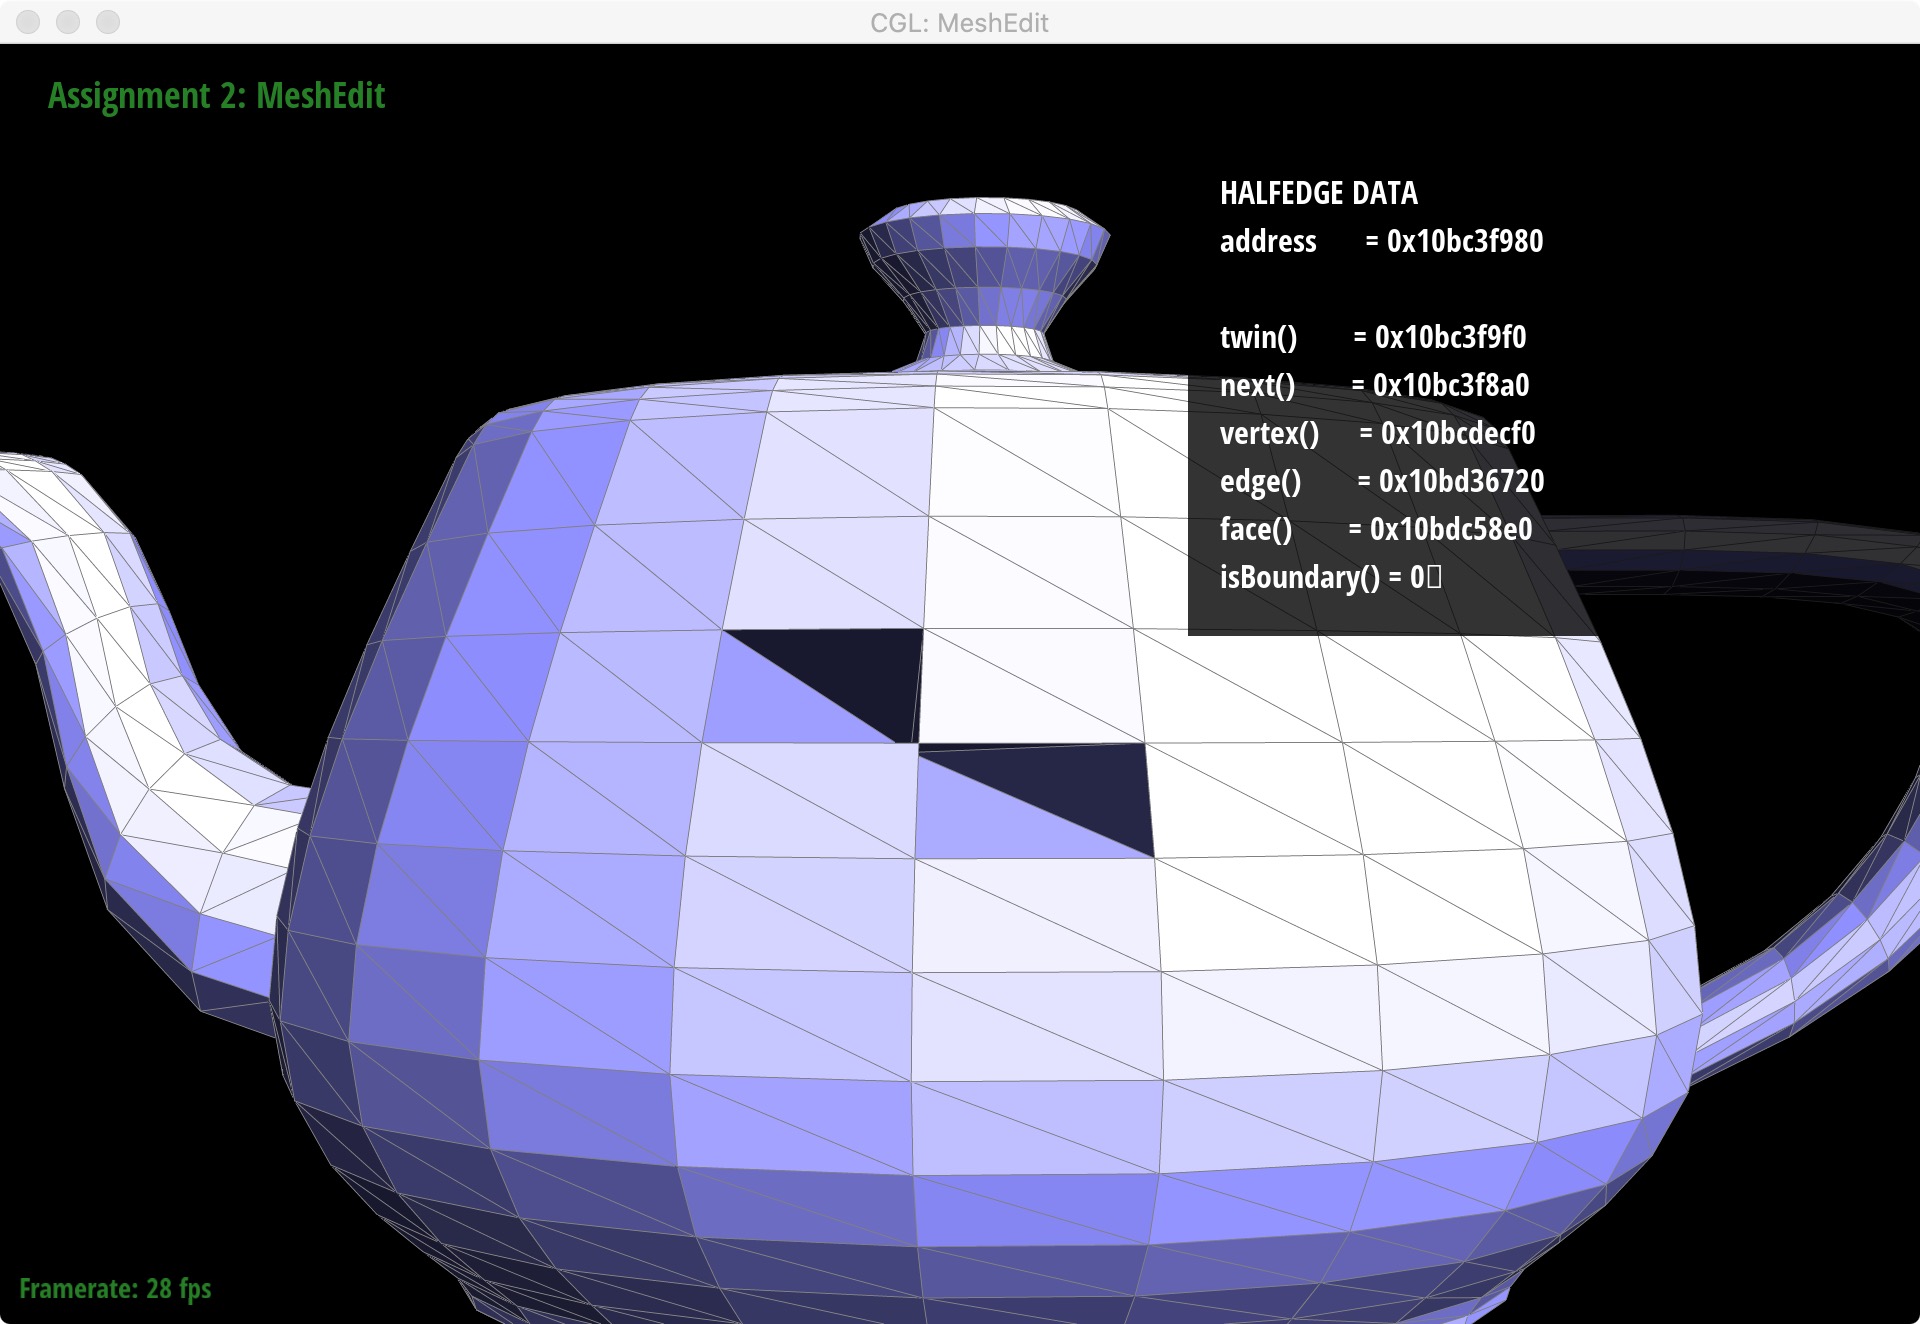 CGL: MeshEdit
Assignment 2: MeshEdit
HALFEDGE DATA
address = 0x10bc3f980
twin() = 0x10bc3f9f0
next() = 0x10bc3f8a0
vertex() = 0x10bcdecf0
edge() = 0x10bd36720
face() = 0x10bdc58e0
isBoundary() = 0▯
Framerate: 28 fps